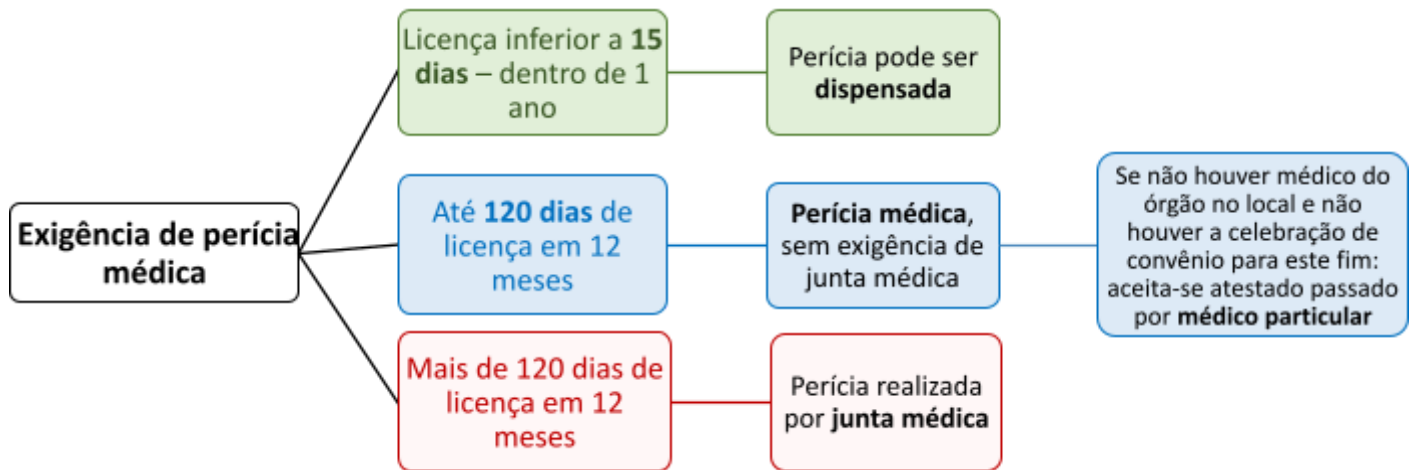 Exigência de perícia
médica
Licença inferior a 15
dias – dentro de 1
ano
Perícia pode ser
dispensada
Até 120 dias de
licença em 12
meses
Perícia médica,
sem exigência de
junta médica
Se não houver médico do
órgão no local e não
houver a celebração de
convênio para este fim:
aceita-se atestado passado
por médico particular
Mais de 120 dias de
licença em 12
meses
Perícia realizada
por junta médica